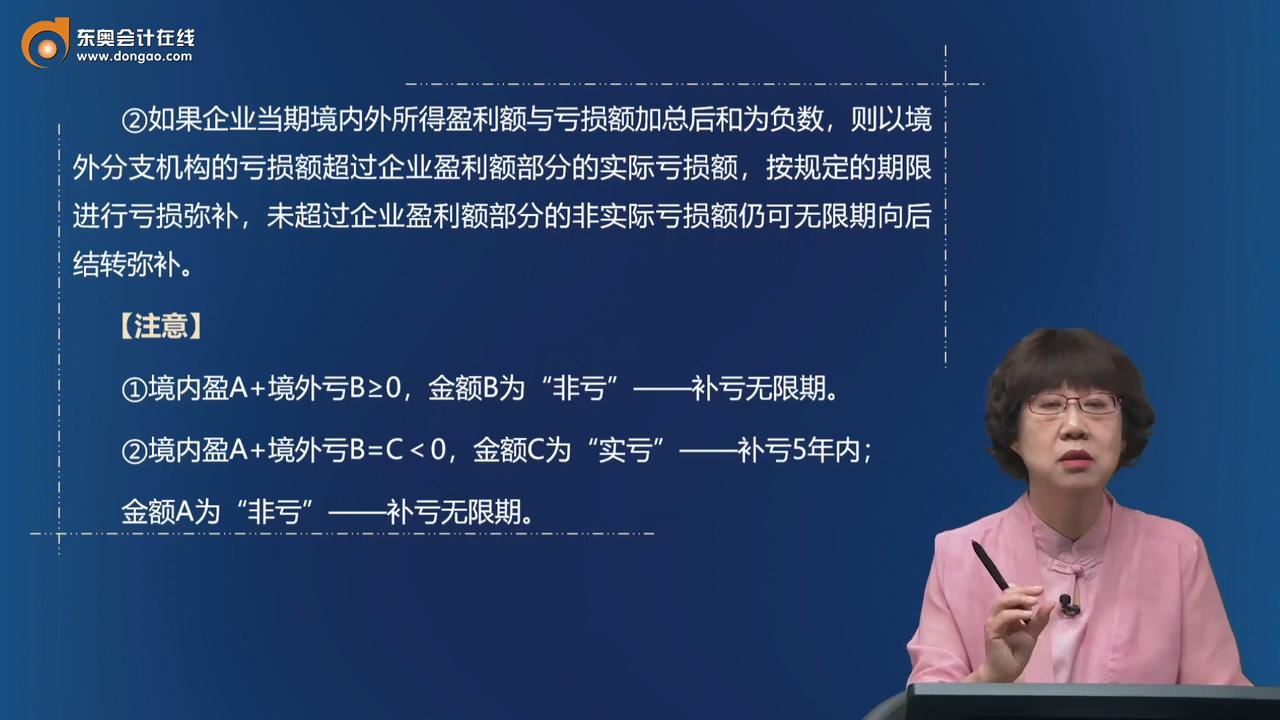 东奥会计在线
www.dongao.com
②如果企业当期境内外所得盈利额与亏损额加总后和为负数，则以境
外分支机构的亏损额超过企业盈利额部分的实际亏损额，按规定的期限
进行亏损弥补，未超过企业盈利额部分的非实际亏损额仍可无限期向后
结转弥补。
【注意】
①境内盈A+境外亏B≥0，金额B为“非亏”——补亏无限期。
②境内盈A+境外亏B=C＜0，金额C为“实亏”——补亏5年内；
金额A为“非亏”——补亏无限期。